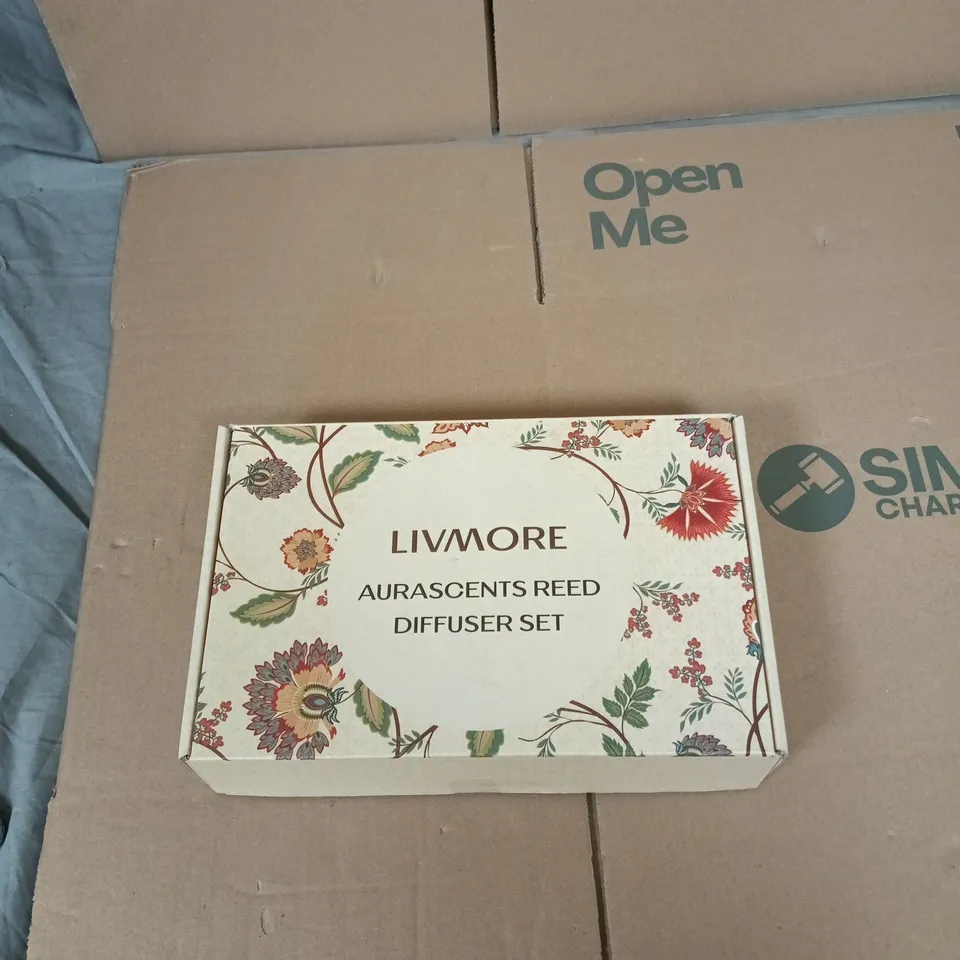 Open
Me
LIVMORE
AURASCENTS REED
DIFFUSER SET